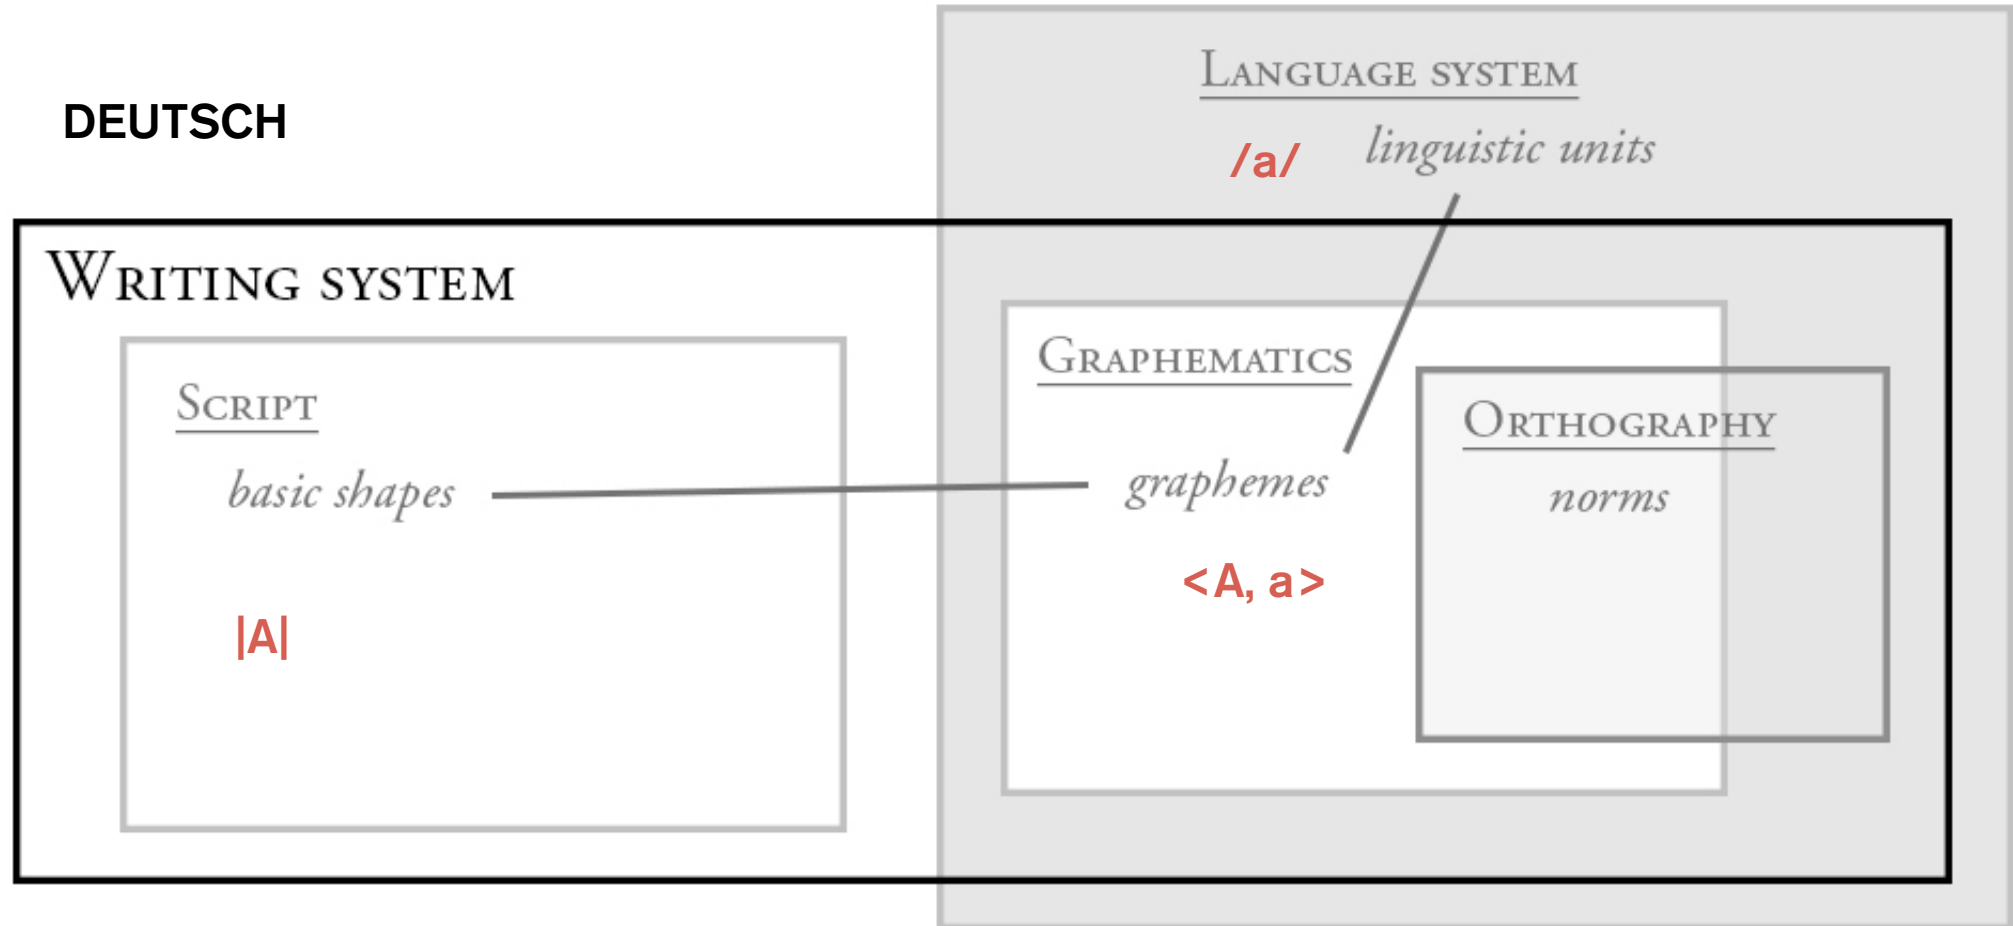 LANGUAGE SYSTEM
DEUTSCH
/a/ linguistic units
WRITING SYSTEM
GRAPHEMATICS
SCRIPT
ORTHOGRAPHY
basic shapes
graphemes
norms
<A, a>
|A|